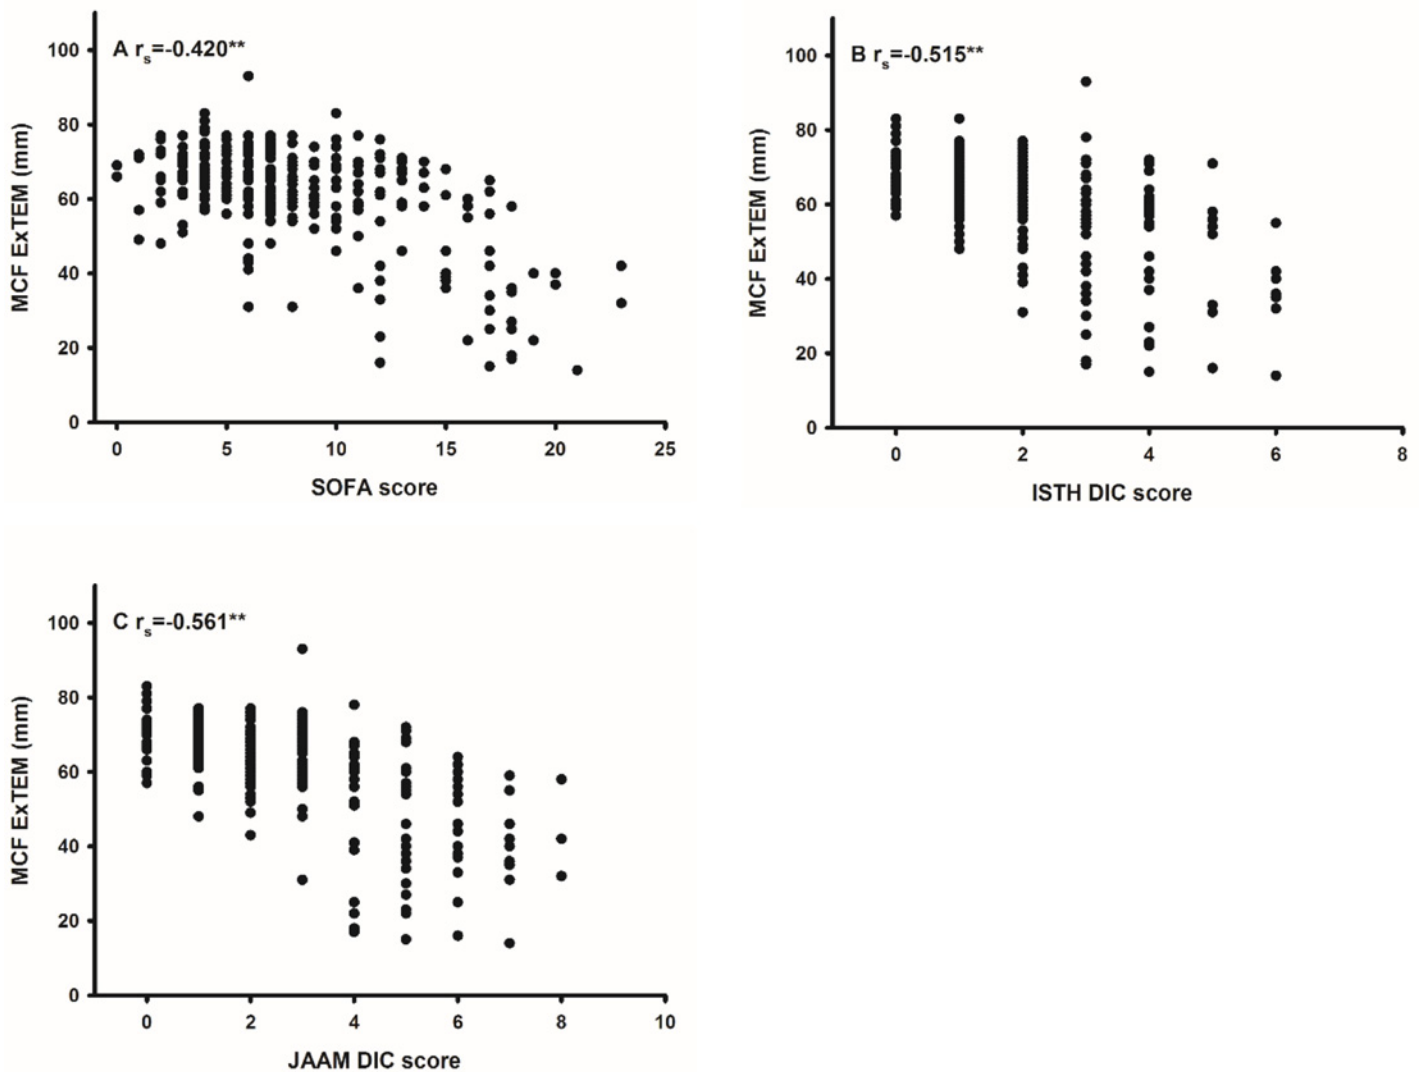 A rs=-0.420**
100
80
60
40
20
0
MCF ExTEM (mm)
0 5 10 15 20 25
SOFA score
B rs=-0.515**
100
80
60
40
20
0
MCF ExTEM (mm)
0 2 4 6 8
ISTH DIC score
C rs=-0.561**
100
80
60
40
20
0
MCF ExTEM (mm)
0 2 4 6 8 10
JAAM DIC score